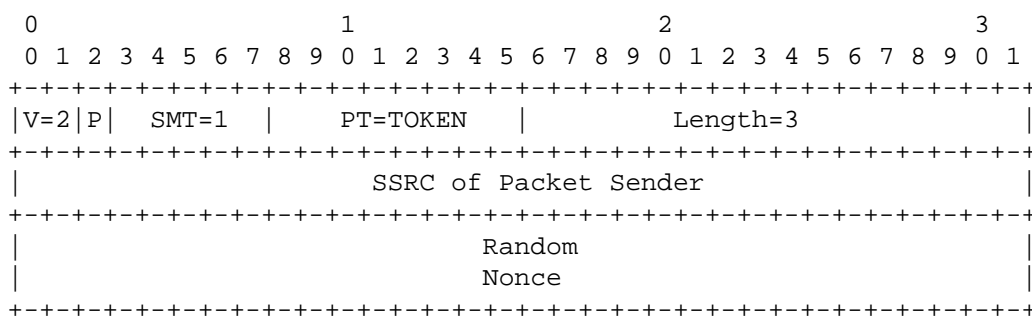 0                   1                   2                   3
 0 1 2 3 4 5 6 7 8 9 0 1 2 3 4 5 6 7 8 9 0 1 2 3 4 5 6 7 8 9 0 1
+-+-+-+-+-+-+-+-+-+-+-+-+-+-+-+-+-+-+-+-+-+-+-+-+-+-+-+-+-+-+-+-+
|V=2|P|  SMT=1  |    PT=TOKEN   |         Length=3              |
+-+-+-+-+-+-+-+-+-+-+-+-+-+-+-+-+-+-+-+-+-+-+-+-+-+-+-+-+-+-+-+-+
|                      SSRC of Packet Sender                    |
+-+-+-+-+-+-+-+-+-+-+-+-+-+-+-+-+-+-+-+-+-+-+-+-+-+-+-+-+-+-+-+-+
|                             Random                            |
|                             Nonce                             |
+-+-+-+-+-+-+-+-+-+-+-+-+-+-+-+-+-+-+-+-+-+-+-+-+-+-+-+-+-+-+-+-+